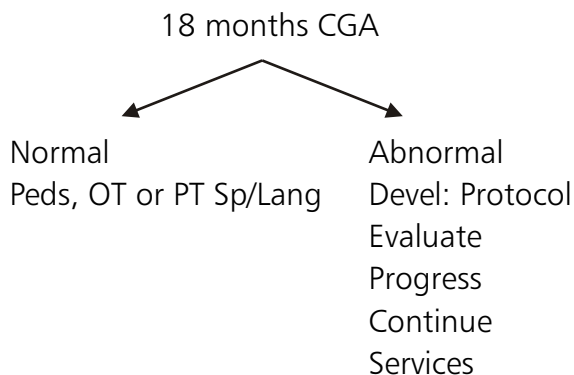 18 months CGA
Normal
Peds, OT or PT Sp/Lang
Abnormal
Devel: Protocol
Evaluate
Progress
Continue
Services